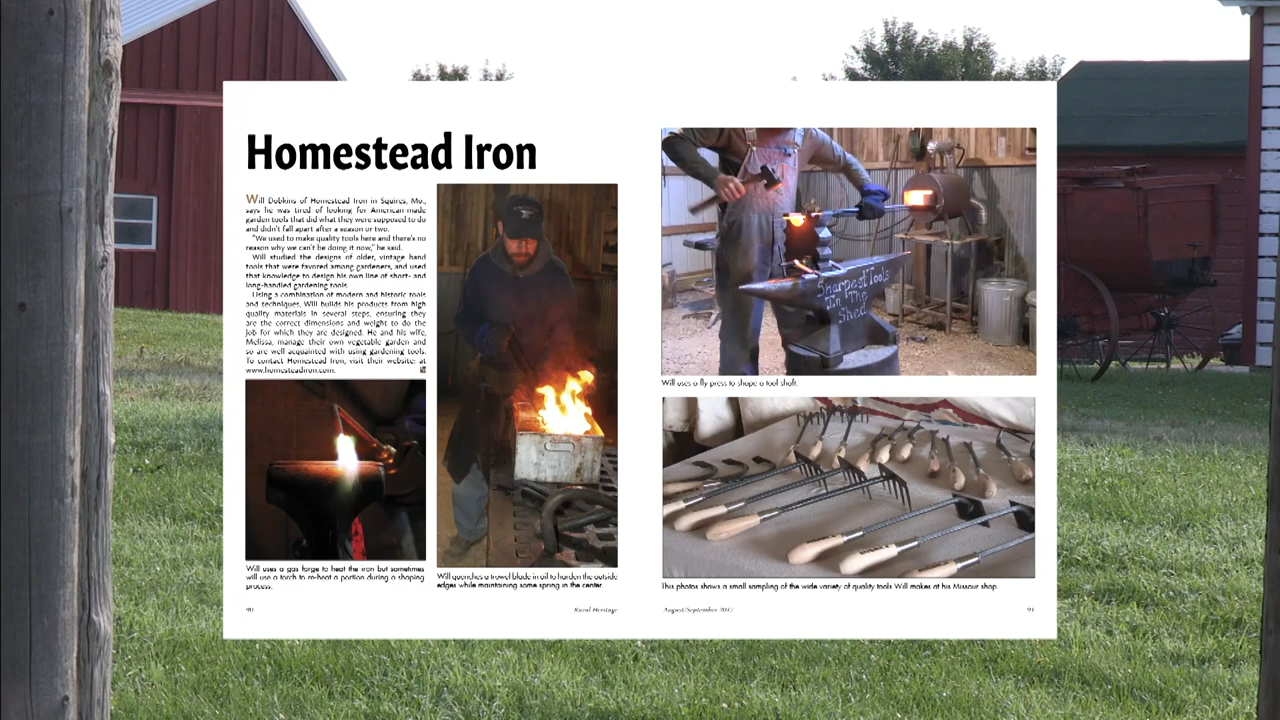 Homestead Iron
Will Dobkins of Homestead Iron in Squires, Mo.,
says he was tired of looking for American-made
garden tools that did what they were supposed to do
and didn't fall apart after a season or two.
"We used to make quality tools here and there's no
reason why we can't be doing it now," he said.
Will studied the designs of older, vintage hand
tools that were favored among gardeners, and used
that knowledge to design his own line of short- and
long-handled gardening tools.
Using a combination of modern and historic tools
and techniques, Will builds his products from high
quality materials in several steps, ensuring they
are the correct dimensions and weight to do the
job for which they are designed. He and his wife,
Melissa, manage their own vegetable garden and
so are well acquainted with using gardening tools.
To contact Homestead Iron, visit their website: at
www.homesteadiron.com.
Will uses a gas forge to heat the iron but sometimes
will use a torch to re-heat a portion during a shaping
process.
Will quenches a trowel blade in oil to harden the outside
edges while maintaining some spring in the center.
90
Rural Heritage
Sharpest Tools
In The
Shed
Will uses a fly press to shape a tool shaft.
This photos shows a small sampling of the wide variety of quality tools Will makes at his Missouri shop.
August/September 2017
91